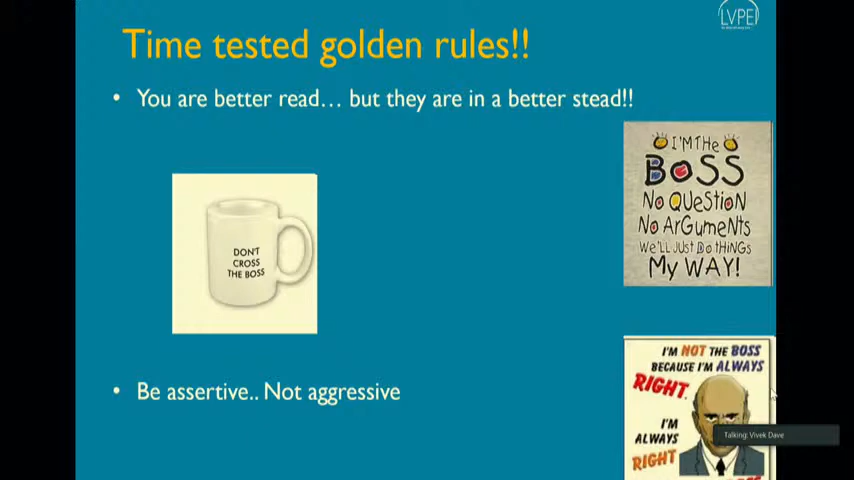 LVPEI
Time tested golden rules!!
• You are better read... but they are in a better stead!!
I'M THe
BoSS
No QUeStioN
No ArGuMeNtS
We'LL JUST Do tHiNGs
My WAY!
DON'T
CROSS
THE BOSS
I'M NOT THE BOSS
BECAUSE I'M ALWAYS
RIGHT.
I'M
ALWAYS
RIGHT
• Be assertive.. Not aggressive
Talking: Vivek Dave